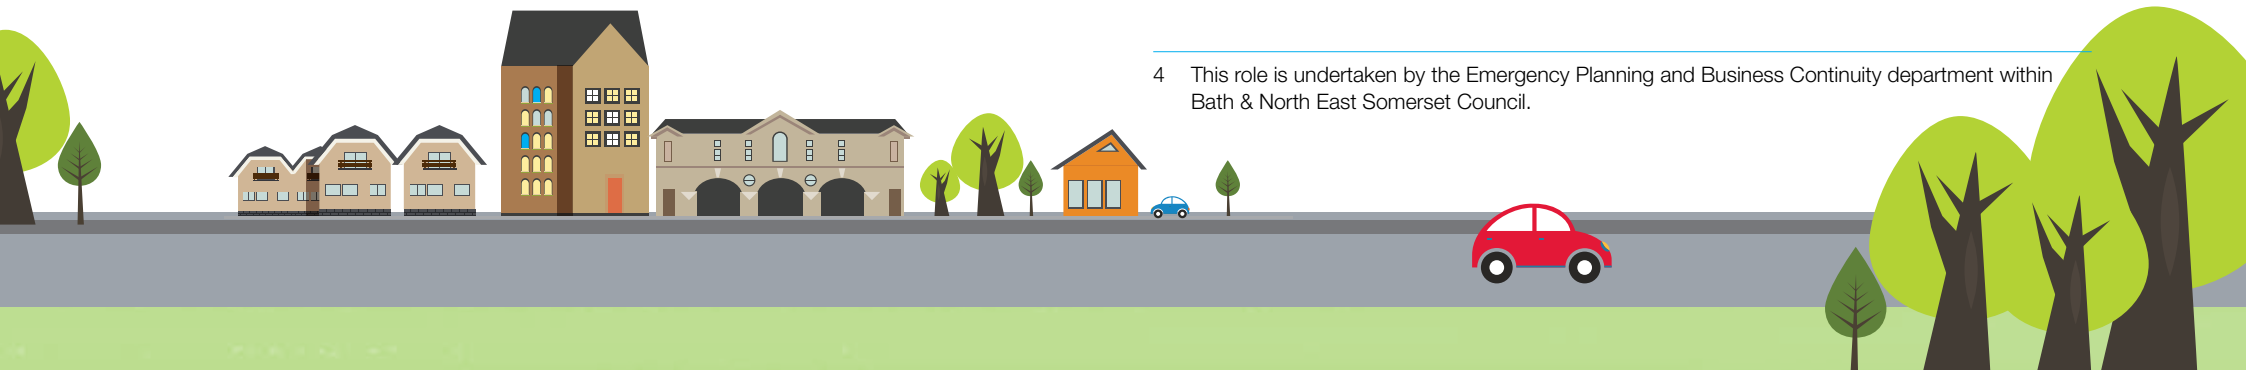 4 This role is undertaken by the Emergency Planning and Business Continuity department within
Bath & North East Somerset Council.